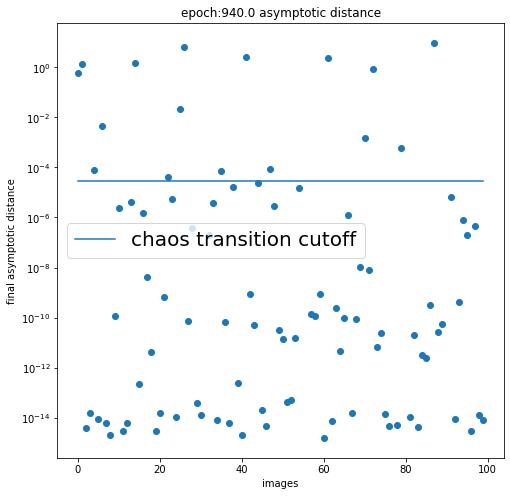 epoch:940.0 asymptotic distance
final asymptotic distance
10⁰
10⁻²
10⁻⁴
10⁻⁶
10⁻⁸
10⁻¹⁰
10⁻¹²
10⁻¹⁴
chaos transition cutoff
0 20 40 60 80 100
images